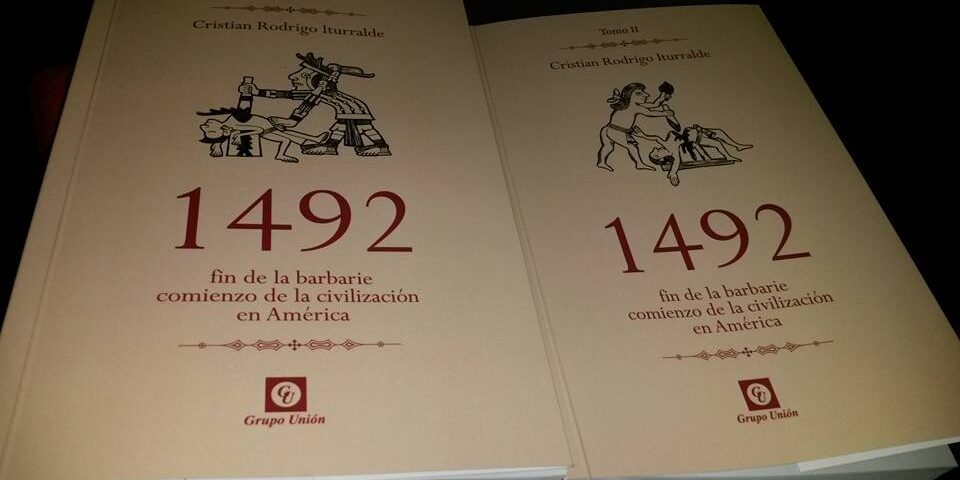 Cristian Rodrigo Iturralde
1492
fin de la barbarie
comienzo de la civilización
en América
GU
Grupo Unión
Tomo II
Cristian Rodrigo Iturralde
1492
fin de la barbarie
comienzo de la civilización
en América
GU
Grupo Unión